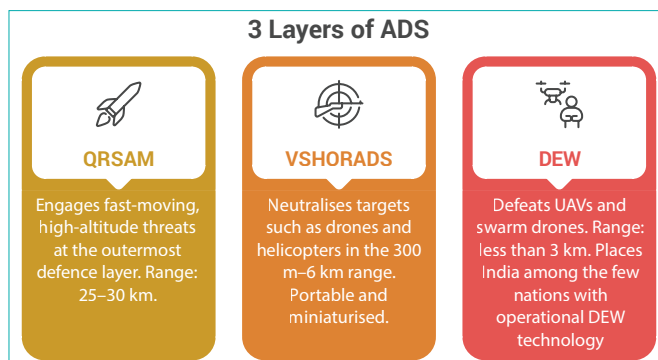 3 Layers of ADS
QRSAM
Engages fast-moving,
high-altitude threats
at the outermost
defence layer. Range:
25–30 km.
VSHORADS
Neutralises targets
such as drones and
helicopters in the 300
m–6 km range.
Portable and
miniaturised.
DEW
Defeats UAVs and
swarm drones. Range:
less than 3 km. Places
India among the few
nations with
operational DEW
technology